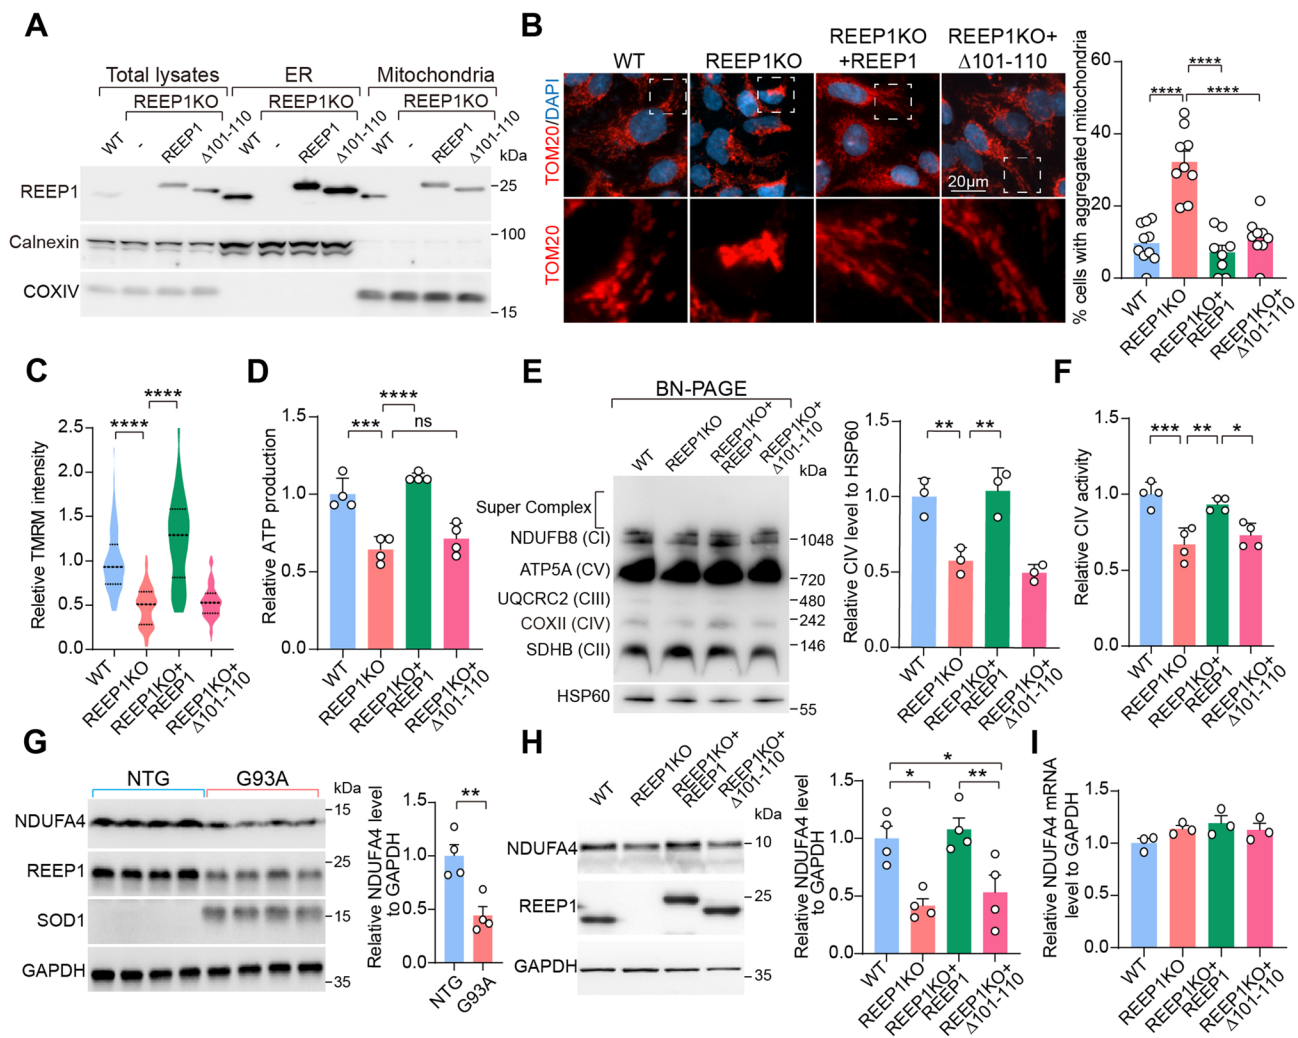 A
Total lysates
ER
Mitochondria
REEP1KO
REEP1KO
REEP1KO
WT
-
REEP1
Δ101-110
WT
-
REEP1
Δ101-110
WT
-
REEP1
Δ101-110
kDa
REEP1
25
Calnexin
100
COXIV
15
B
WT
REEP1KO
REEP1KO
+REEP1
REEP1KO+
Δ101-110
TOM20/DAPI
20μm
TOM20
% cells with aggregated mitochondria
60
40
20
0
****
****
****
WT
REEP1KO
REEP1KO+
REEP1
REEP1KO+
Δ101-110
C
Reletive TMRM intensity
2.5
2.0
1.5
1.0
0.5
0.0
****
****
WT
REEP1KO
REEP1KO+
REEP1
REEP1KO+
Δ101-110
D
Relative ATP production
1.5
1.0
0.5
0.0
***
****
ns
WT
REEP1KO
REEP1KO+
REEP1
REEP1KO+
Δ101-110
E
BN-PAGE
WT
REEP1KO
REEP1KO+
REEP1
REEP1KO+
Δ101-110
kDa
Super Complex
NDUFB8 (CI)
1048
ATP5A (CV)
720
UQCRC2 (CIII)
480
COXII (CIV)
242
SDHB (CII)
146
HSP60
55
Relative CIV level to HSP60
1.5
1.0
0.5
0.0
**
**
WT
REEP1KO
REEP1KO+
REEP1
REEP1KO+
Δ101-110
F
Relative CIV activity
1.5
1.0
0.5
0.0
***
**
*
WT
REEP1KO
REEP1KO+
REEP1
REEP1KO+
Δ101-110
G
NTG
G93A
kDa
NDUFA4
15
REEP1
25
SOD1
15
GAPDH
35
Relative NDUFA4 level
to GAPDH
1.5
1.0
0.5
0.0
**
NTG
G93A
H
WT
REEP1KO
REEP1KO+
REEP1
REEP1KO+
Δ101-110
kDa
NDUFA4
10
REEP1
25
GAPDH
35
Relative NDUFA4 level
to GAPDH
1.5
1.0
0.5
0.0
*
*
**
WT
REEP1KO
REEP1KO+
REEP1
REEP1KO+
Δ101-110
I
Relative NDUFA4 mRNA
level to GAPDH
1.5
1.0
0.5
0.0
WT
REEP1KO
REEP1KO+
REEP1
REEP1KO+
Δ101-110